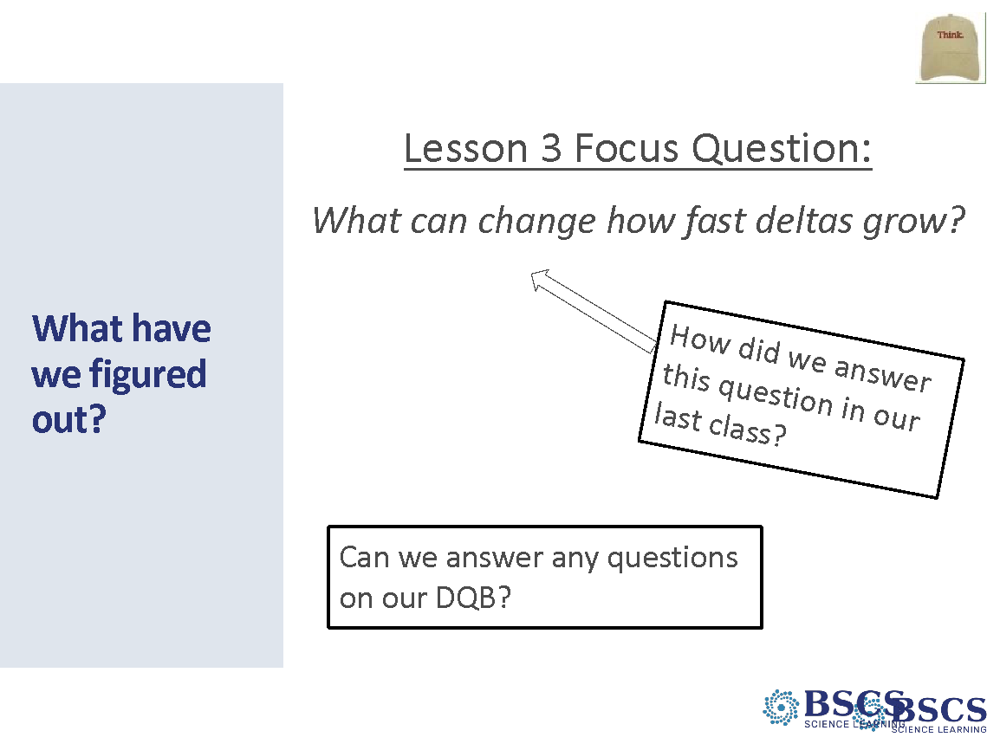 Think.
Lesson 3 Focus Question:
What can change how fast deltas grow?
What have
we figured
out?
How did we answer
this question in our
last class?
Can we answer any questions
on our DQB?
BSCS
SCIENCE LEARNING
BSCS
SCIENCE LEARNING